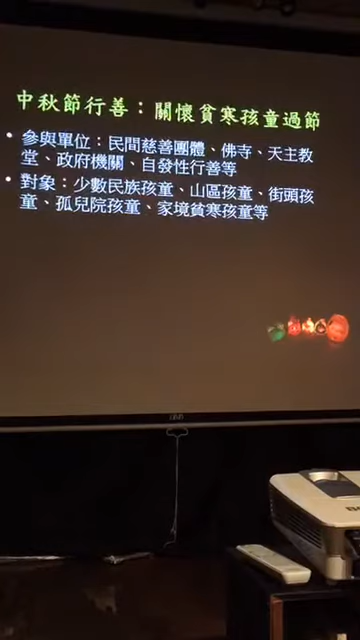 中秋節行善：關懷貧寒孩童過節
• 參與單位：民間慈善團體、佛寺、天主教
堂、政府機關、自發性行善等
• 對象：少數民族孩童、山區孩童、街頭孩
童、孤兒院孩童、家境貧寒孩童等